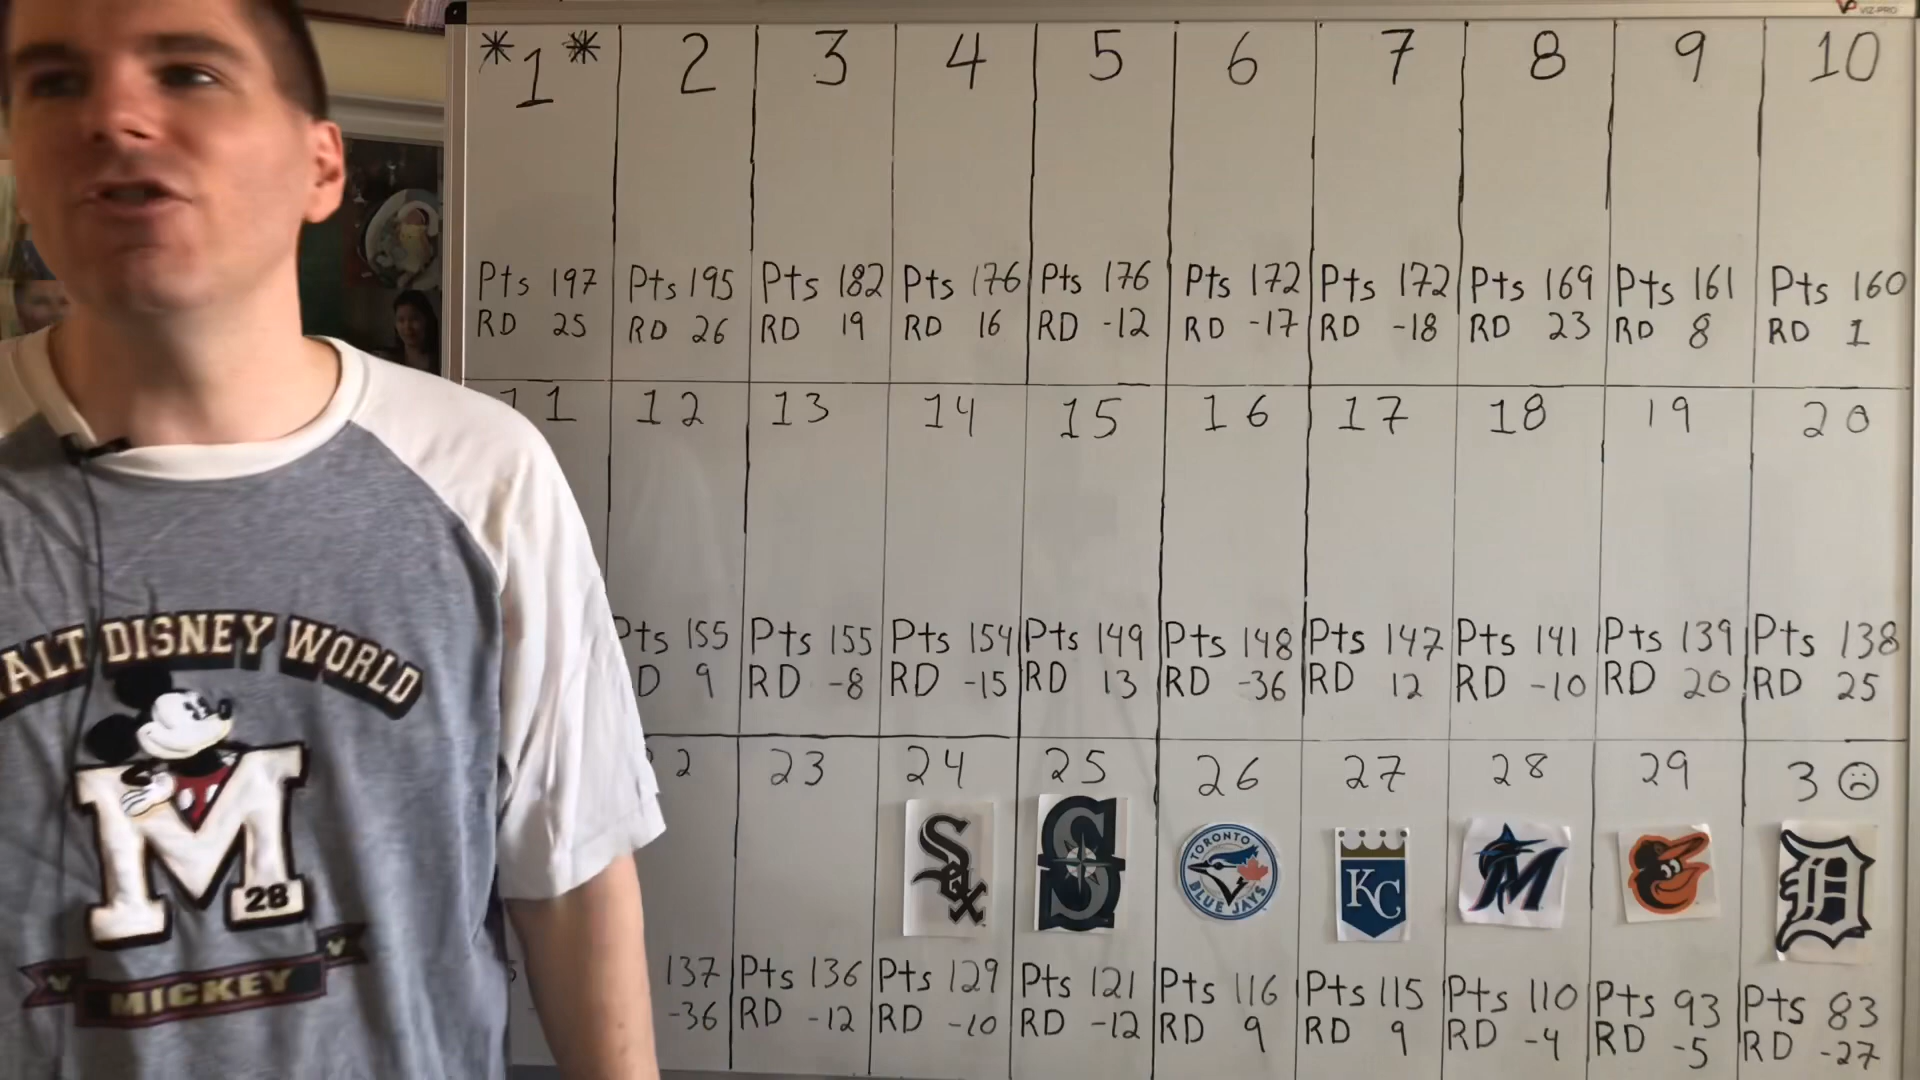 VIZ-PRO
*1* 2 3 4 5 6 7 8 9 10
Pts 197 Pts 195 Pts 182 Pts 176 Pts 176 Pts 172 Pts 172 Pts 169 Pts 161 Pts 160
RD 25 RD 26 RD 19 RD 16 RD -12 RD -17 RD -18 RD 23 RD 8 RD 1
11 12 13 14 15 16 17 18 19 20
Pts 155 Pts 155 Pts 154 Pts 149 Pts 148 Pts 147 Pts 141 Pts 139 Pts 138
D 9 RD -8 RD -15 RD 13 RD -36 RD 12 RD -10 RD 20 RD 25
2 23 24 25 26 27 28 29 3
Sox S TORONTO BLUE JAYS KC M D
137 Pts 136 Pts 129 Pts 121 Pts 116 Pts 115 Pts 110 Pts 93 Pts 83
-36 RD -12 RD -10 RD -12 RD 9 RD 9 RD -4 RD -5 RD -27
ALT DISNEY WORLD
M
28
MICKEY